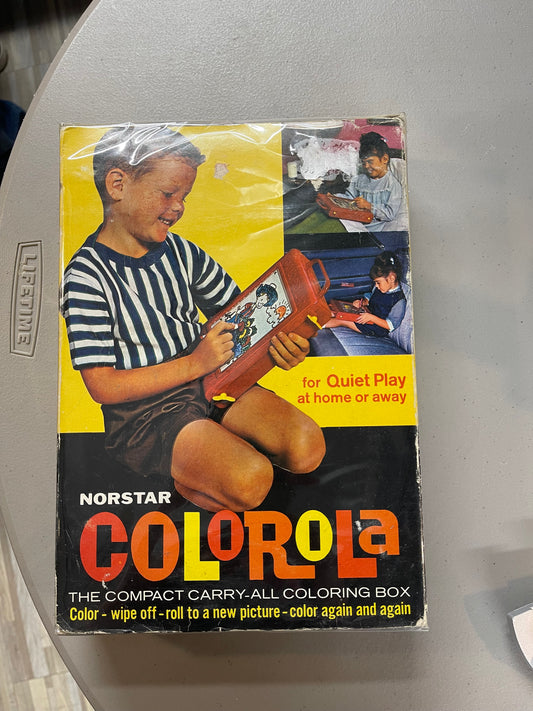 LIFETIME
for Quiet Play
at home or away
NORSTAR
COLOROLA
THE COMPACT CARRY-ALL COLORING BOX
Color - wipe off - roll to a new picture - color again and again